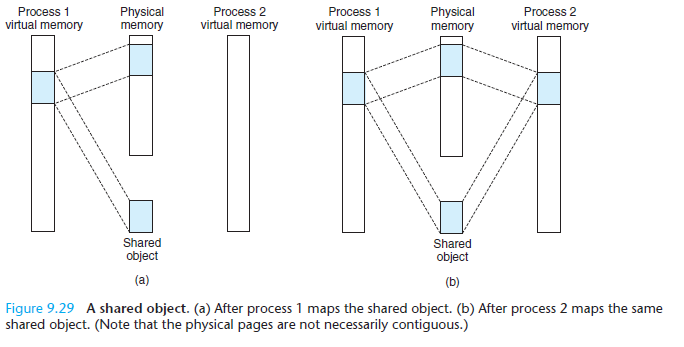 Process 1 Physical Process 2
virtual memory memory virtual memory
Process 1 Physical Process 2
virtual memory memory virtual memory
Shared
object
(a)
Shared
object
(b)
Figure 9.29 A shared object. (a) After process 1 maps the shared object. (b) After process 2 maps the same
shared object. (Note that the physical pages are not necessarily contiguous.)